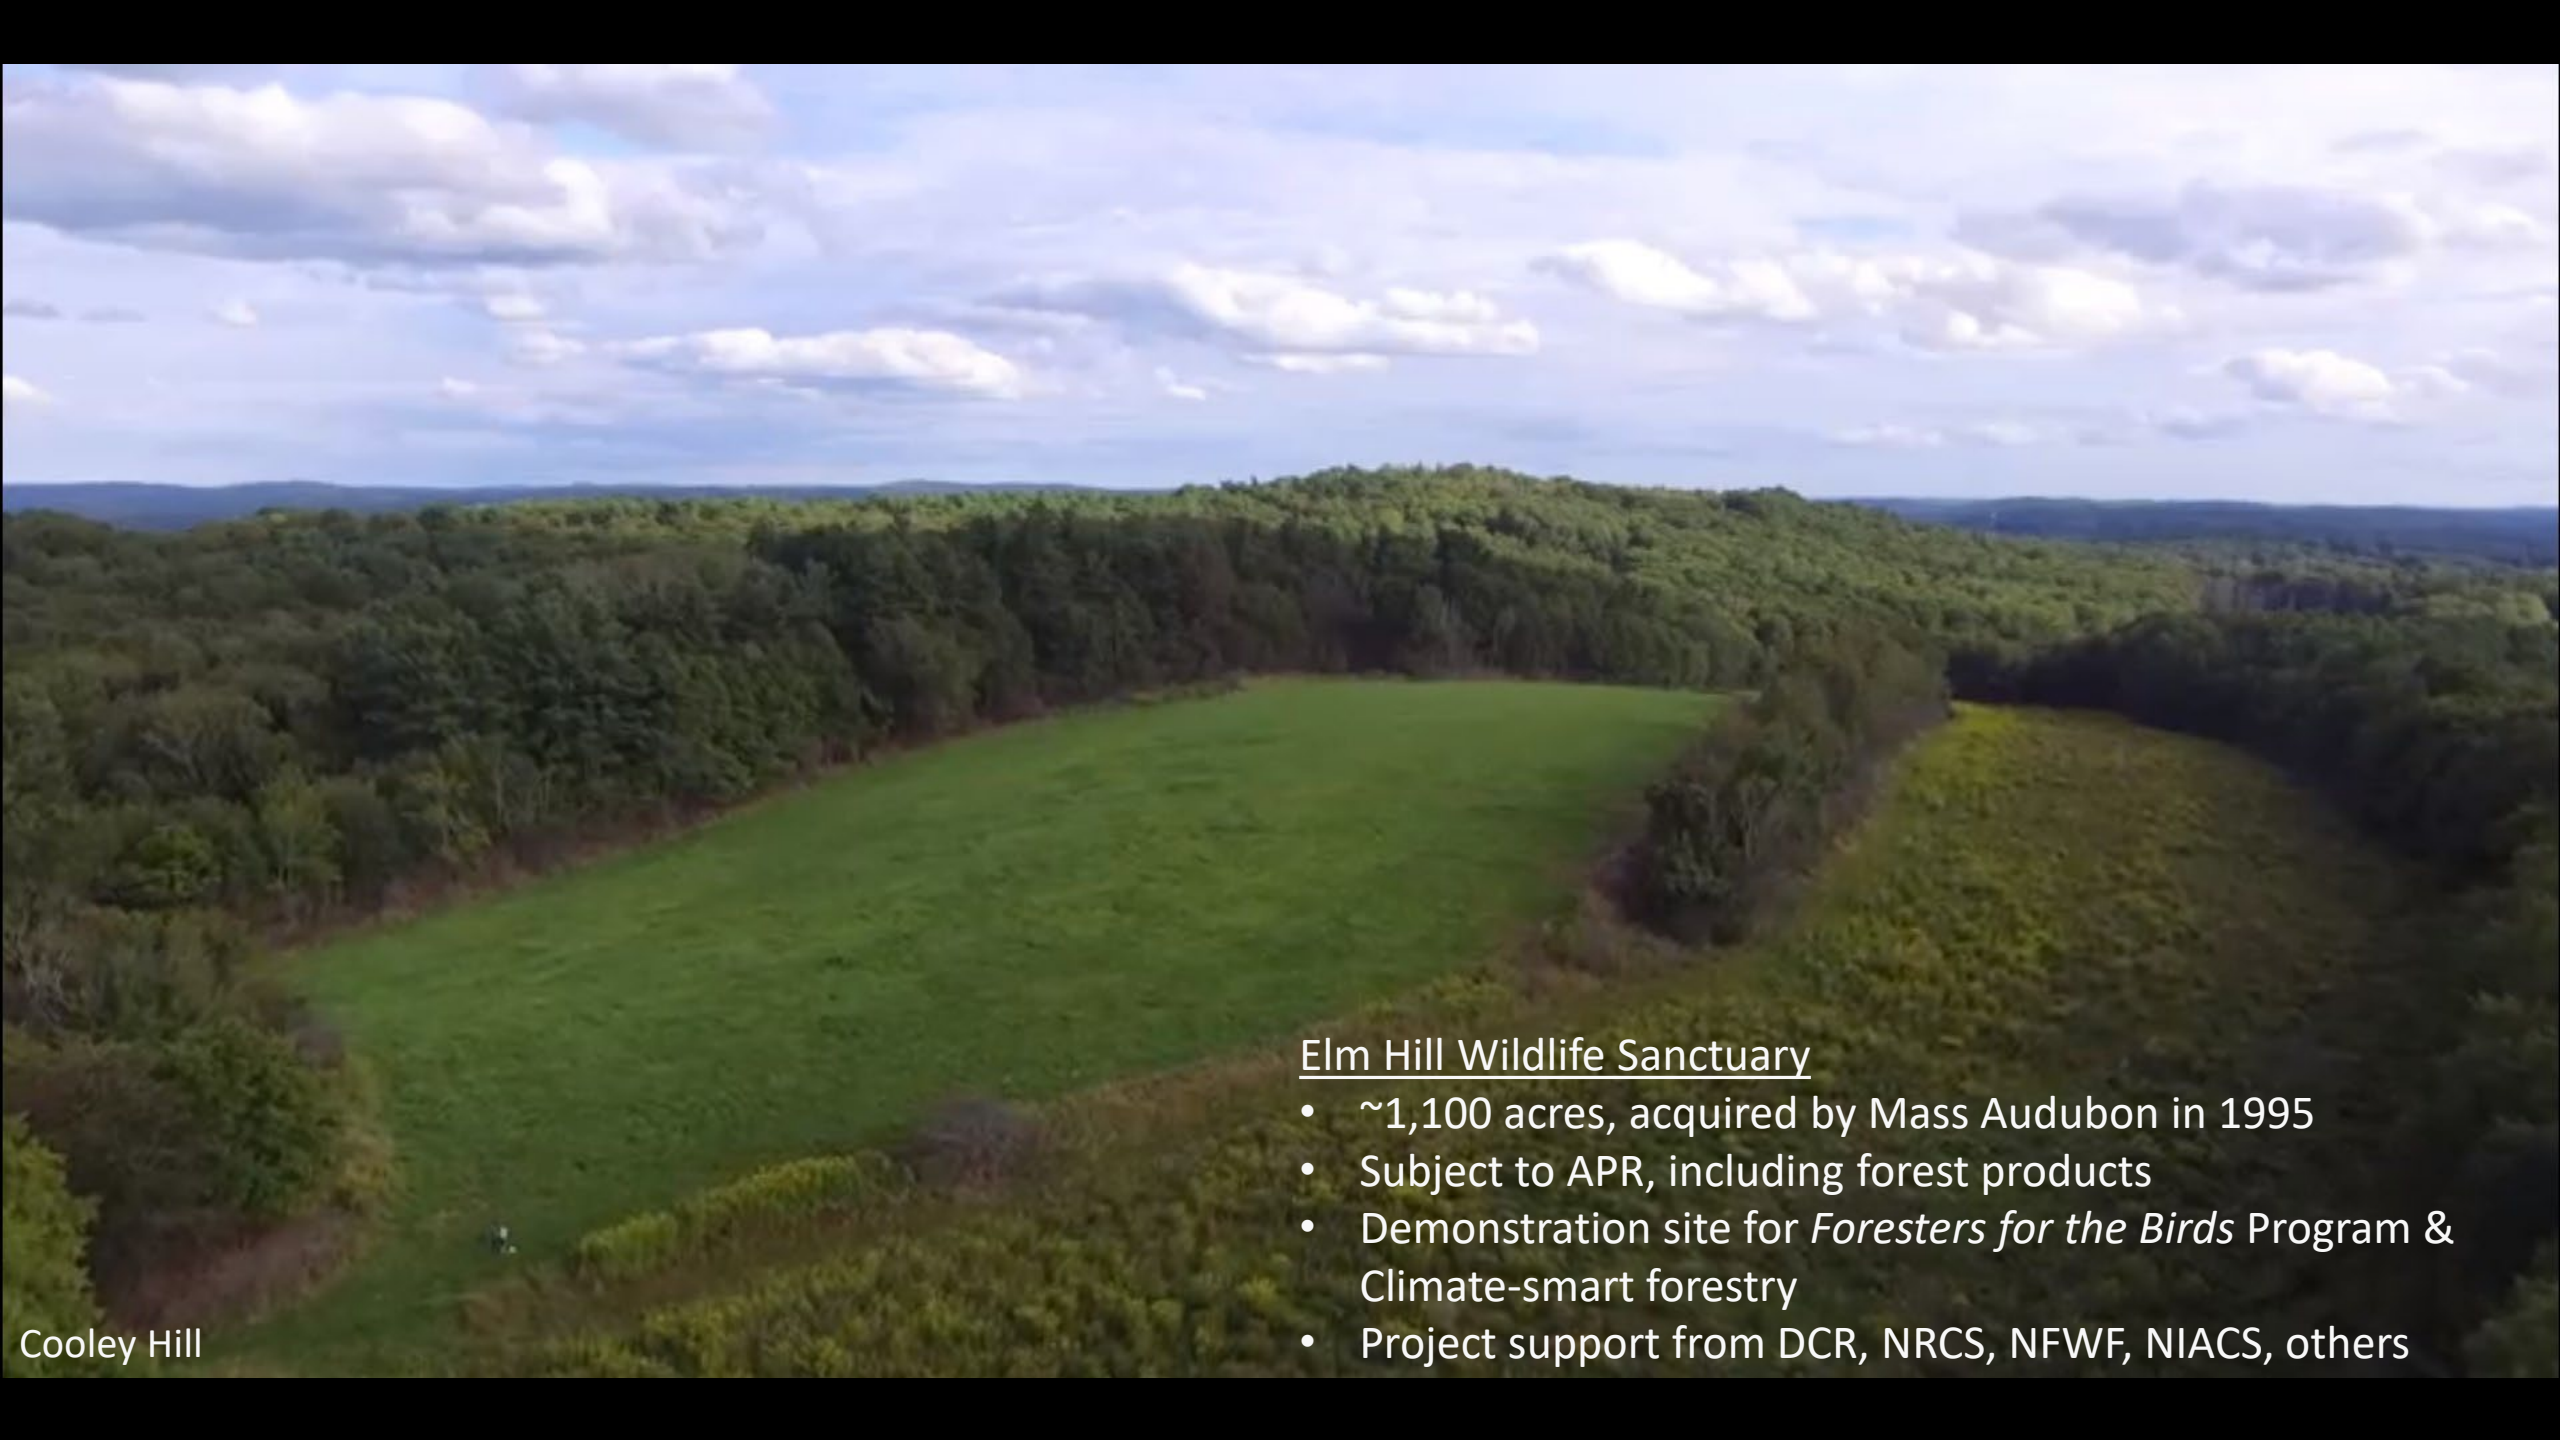 Elm Hill Wildlife Sanctuary
• ~1,100 acres, acquired by Mass Audubon in 1995
• Subject to APR, including forest products
• Demonstration site for Foresters for the Birds Program &
Climate-smart forestry
• Project support from DCR, NRCS, NFWF, NIACS, others
Cooley Hill